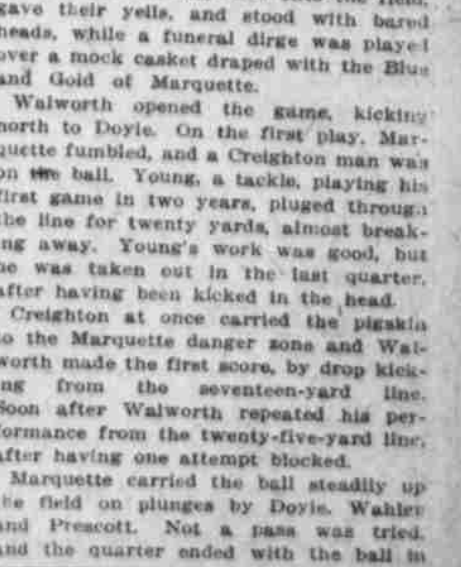 gave their yells, and stood with bared
heads, while a funeral dirge was played
over a mock casket draped with the Blue
and Gold of Marquette.
Walworth opened the game, kicking
north to Doyle. On the first play, Mar-
quette fumbled, and a Creighton man was
on the ball. Young, a tackle, playing his
first game in two years, pluged through
the line for twenty yards, almost break-
ing away. Young's work was good, but
he was taken out in the last quarter,
after having been kicked in the head.
Creighton at once carried the pigskin
to the Marquette danger zone and Wal-
worth made the first score, by drop kick-
ing from the seventeen-yard line.
Soon after Walworth repeated his per-
formance from the twenty-five-yard line,
after having one attempt blocked.
Marquette carried the ball steadily up
the field on plunges by Doyle, Wahler
and Prescott. Not a pass was tried,
and the quarter ended with the ball in